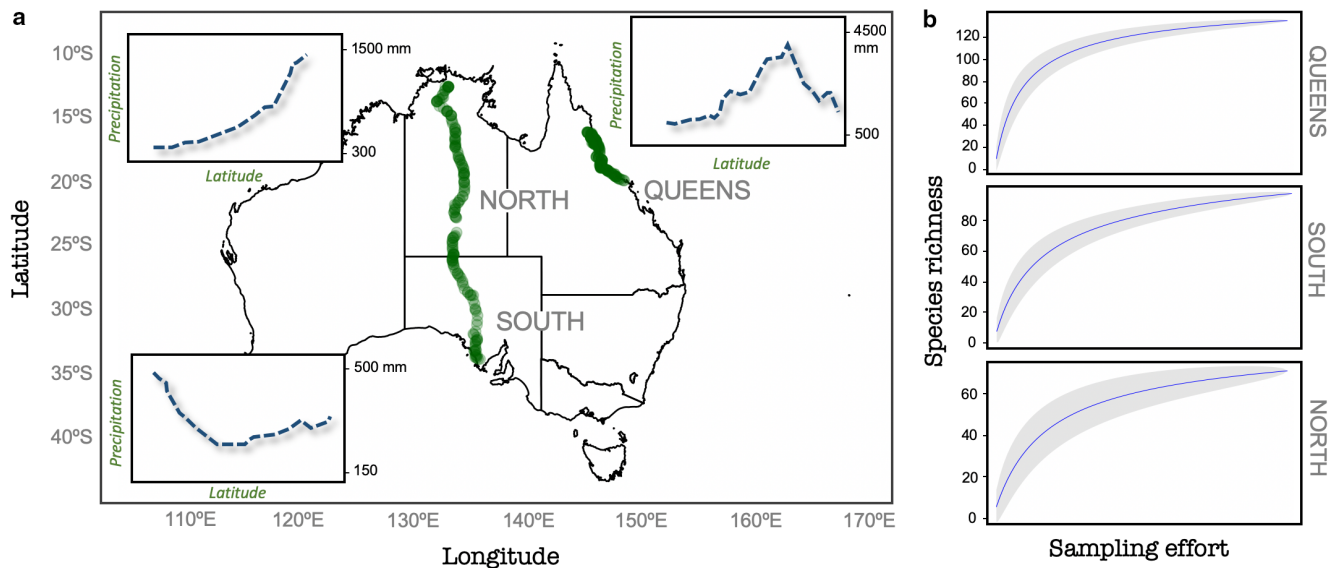 a
10ºS
15ºS
20ºS
25ºS
30ºS
35ºS
40ºS
Latitude
110ºE
120ºE
130ºE
140ºE
150ºE
160ºE
170ºE
Longitude
Precipitation
1500 mm
300
Latitude
Precipitation
4500
mm
500
Latitude
NORTH
QUEENS
SOUTH
Precipitation
500 mm
150
Latitude
b
Species richness
120
100
80
60
40
20
0
QUEENS
80
60
40
20
0
SOUTH
60
40
20
0
NORTH
Sampling effort